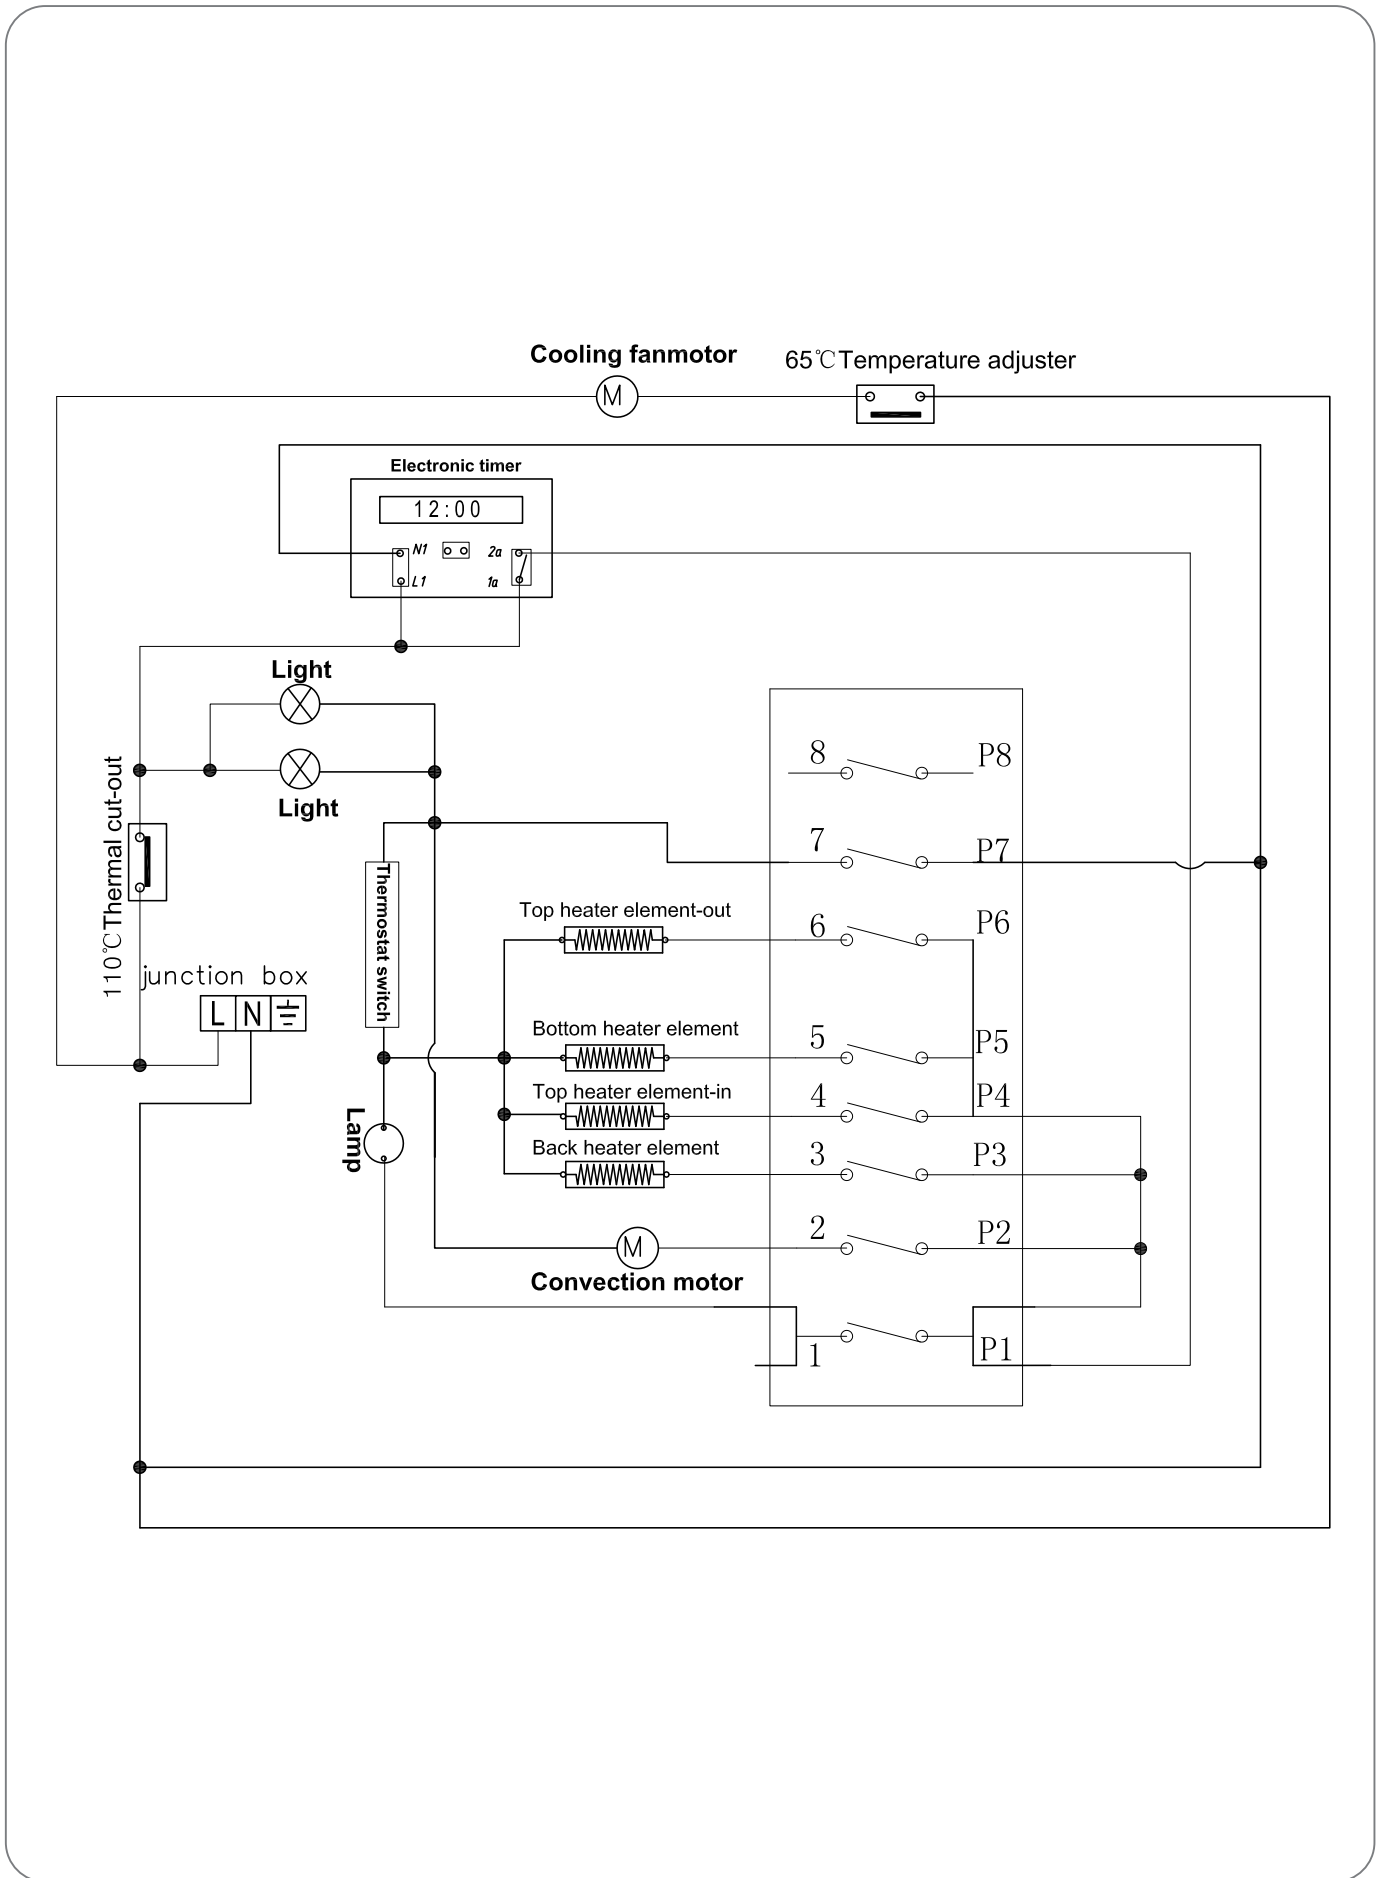 Cooling fanmotor
65℃Temperature adjuster
M
Electronic timer
12:00
N1
2a
L1
1a
Light
Light
110℃Thermal cut-out
junction box
L N
Thermostat switch
Lamp
8 P8
7 P7
Top heater element-out
6 P6
Bottom heater element
5 P5
Top heater element-in
4 P4
Back heater element
3 P3
2 P2
M
Convection motor
1 P1